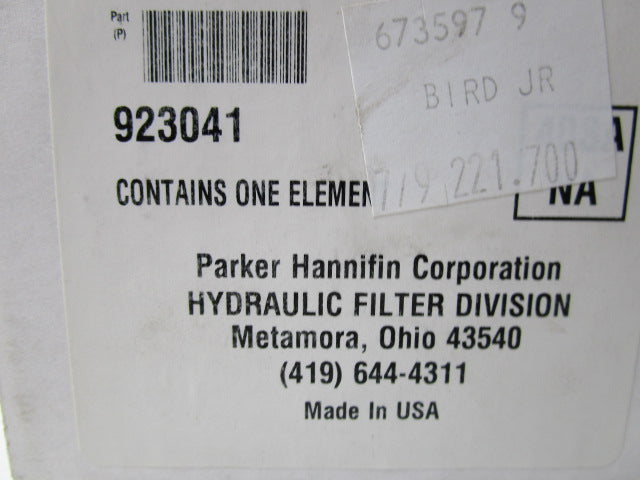 Part
(P)
673597 9
BIRD JR
923041
7/9 221.700
CONTAINS ONE ELEMEN
NA
Parker Hannifin Corporation
HYDRAULIC FILTER DIVISION
Metamora, Ohio 43540
(419) 644-4311
Made In USA